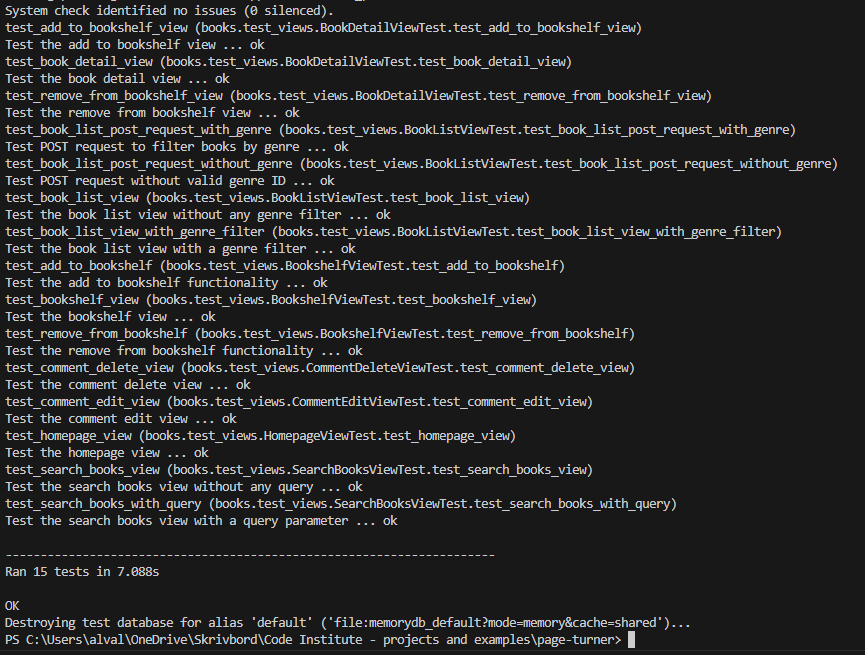 System check identified no issues (0 silenced).
test_add_to_bookshelf_view (books.test_views.BookDetailViewTest.test_add_to_bookshelf_view)
Test the add to bookshelf view ... ok
test_book_detail_view (books.test_views.BookDetailViewTest.test_book_detail_view)
Test the book detail view ... ok
test_remove_from_bookshelf_view (books.test_views.BookDetailViewTest.test_remove_from_bookshelf_view)
Test the remove from bookshelf view ... ok
test_book_list_post_request_with_genre (books.test_views.BookListViewTest.test_book_list_post_request_with_genre)
Test POST request to filter books by genre ... ok
test_book_list_post_request_without_genre (books.test_views.BookListViewTest.test_book_list_post_request_without_genre)
Test POST request without valid genre ID ... ok
test_book_list_view (books.test_views.BookListViewTest.test_book_list_view)
Test the book list view without any genre filter ... ok
test_book_list_view_with_genre_filter (books.test_views.BookListViewTest.test_book_list_view_with_genre_filter)
Test the book list view with a genre filter ... ok
test_add_to_bookshelf (books.test_views.BookshelfViewTest.test_add_to_bookshelf)
Test the add to bookshelf functionality ... ok
test_bookshelf_view (books.test_views.BookshelfViewTest.test_bookshelf_view)
Test the bookshelf view ... ok
test_remove_from_bookshelf (books.test_views.BookshelfViewTest.test_remove_from_bookshelf)
Test the remove from bookshelf functionality ... ok
test_comment_delete_view (books.test_views.CommentDeleteViewTest.test_comment_delete_view)
Test the comment delete view ... ok
test_comment_edit_view (books.test_views.CommentEditViewTest.test_comment_edit_view)
Test the comment edit view ... ok
test_homepage_view (books.test_views.HomepageViewTest.test_homepage_view)
Test the homepage view ... ok
test_search_books_view (books.test_views.SearchBooksViewTest.test_search_books_view)
Test the search books view without any query ... ok
test_search_books_with_query (books.test_views.SearchBooksViewTest.test_search_books_with_query)
Test the search books view with a query parameter ... ok
----------------------------------------------------------------------
Ran 15 tests in 7.088s
OK
Destroying test database for alias 'default' ('file:memorydb_default?mode=memory&cache=shared')...
PS C:\Users\alval\OneDrive\Skrivbord\Code Institute - projects and examples\page-turner>